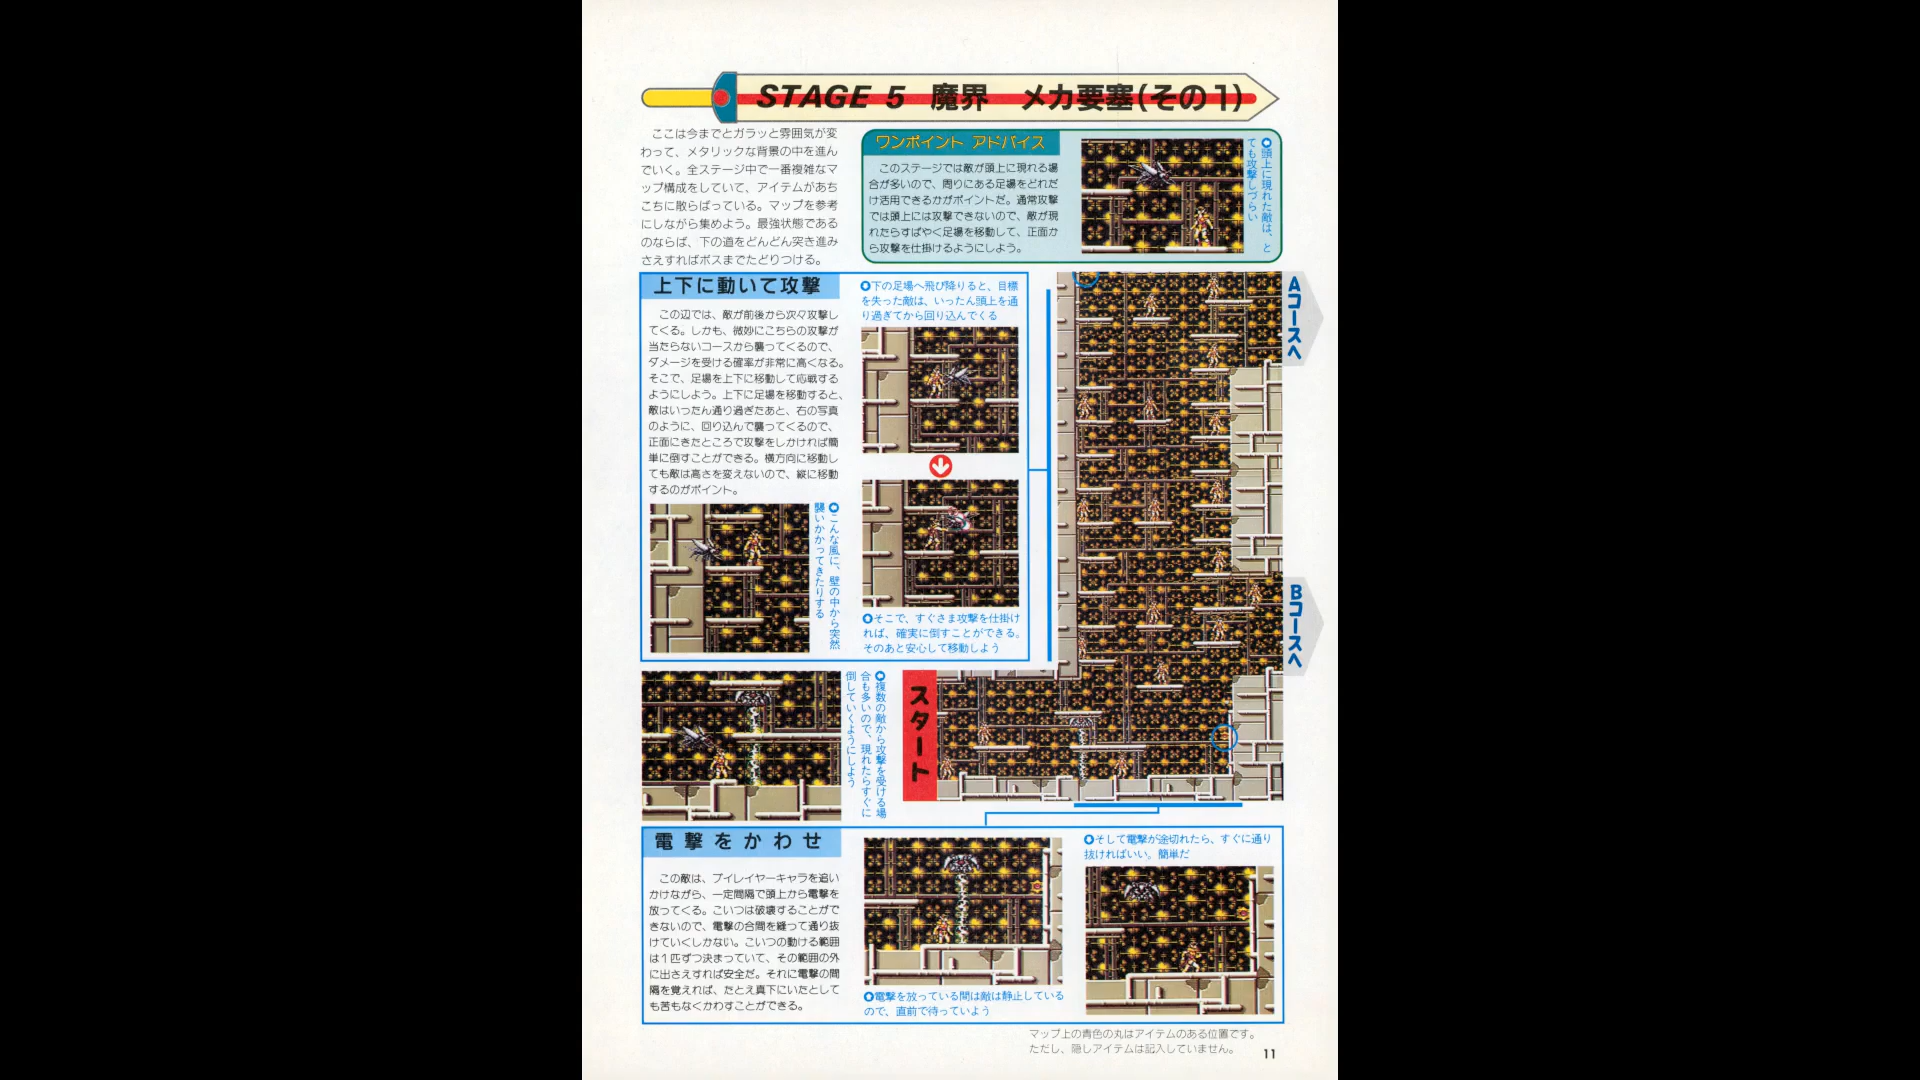 STAGE 5 魔界 メカ要塞(その1)
ここは今までとガラッと雰囲気が変
わって、メタリックな背景の中を進ん
でいく。全ステージ中で一番複雑なマ
ップ構成をしていて、アイテムがあち
こちに散らばっている。マップを参考
にしながら集めよう。最強状態である
のならば、下の道をどんどん突き進み
さえすればボスまでたどりつける。
ワンポイント アドバイス
このステージでは敵が頭上に現れる場
合が多いので、周りにある足場をどれだ
け活用できるかがポイントだ。通常攻撃
では頭上には攻撃できないので、敵が現
れたらすばやく足場を移動して、正面か
ら攻撃を仕掛けるようにしよう。
頭上に現れた敵は、と
ても攻撃しづらい
上下に動いて攻撃
この辺では、敵が前後から次々攻撃し
てくる。しかも、微妙にこちらの攻撃が
当たらないコースから襲ってくるので、
ダメージを受ける確率が非常に高くなる。
そこで、足場を上下に移動して応戦する
ようにしよう。上下に足場を移動すると、
敵はいったん通り過ぎたあと、右の写真
のように、回り込んで襲ってくるので、
正面にきたところで攻撃をしかければ簡
単に倒すことができる。横方向に移動し
ても敵は高さを変えないので、縦に移動
するのがポイント。
下の足場へ飛び降りると、目標
を失った敵は、いったん頭上を通
り過ぎてから回り込んでくる
こんな風に、壁の中から突然
襲いかかってきたりする
そこで、すぐさま攻撃を仕掛け
れば、確実に倒すことができる。
そのあと安心して移動しよう
Aコースへ
Bコースへ
複数の敵から攻撃を受ける場
合も多いので、現れたらすぐに
倒していくようにしよう
スタート
電撃をかわせ
この敵は、プイレイヤーキャラを追い
かけながら、一定間隔で頭上から電撃を
放ってくる。こいつは破壊することがで
きないので、電撃の合間を縫って通り抜
けていくしかない。こいつの動ける範囲
は1匹ずつ決まっていて、その範囲の外
に出さえすれば安全だ。それに電撃の間
隔を覚えれば、たとえ真下にいたとして
も苦もなくかわすことができる。
電撃を放っている間は敵は静止している
ので、直前で待っていよう
そして電撃が途切れたら、すぐに通り
抜ければいい。簡単だ
マップ上の青色の丸はアイテムのある位置です。
ただし、隠しアイテムは記入していません。
11